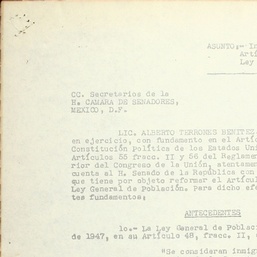 ASUNTO.-
Artí
Ley
CC. Secretarios de la
H. CAMARA DE SENADORES,
MEXICO, D.F.
LIC. ALBERTO TERRONES BENITEZ,
en ejercicio, con fundamento en el Artíc
Constitución Política de los Estados Uni
Artículos 55 fracc. II y 56 del Reglamen
rior del Congreso de la Unión, atentamen
cuenta al H. Senado de la República con
que tiene por objeto reformar el Artícul
Ley General de Población. Para dicho efe
tes fundamentos;
ANTECEDENTES
1o.- La Ley General de Població
de 1947, en su Artículo 48, fracc. II,
"Se consideran inmig